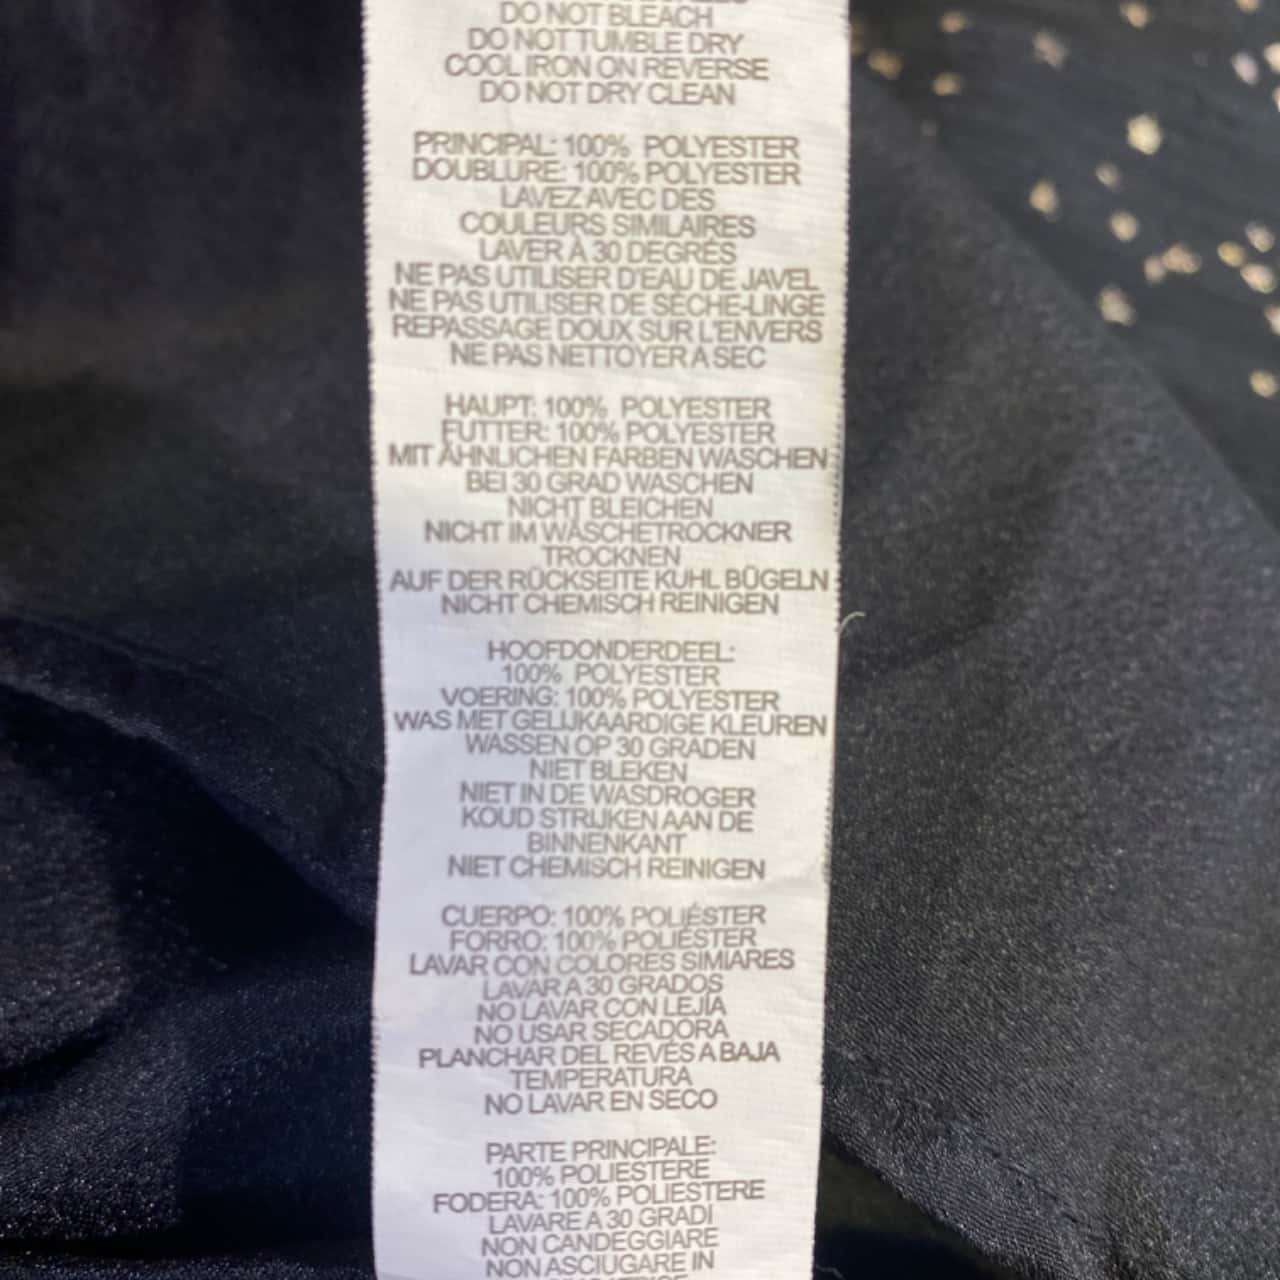 DO NOT BLEACH
DO NOT TUMBLE DRY
COOL IRON ON REVERSE
DO NOT DRY CLEAN
PRINCIPAL: 100% POLYESTER
DOUBLURE: 100% POLYESTER
LAVEZ AVEC DES
COULEURS SIMILAIRES
LAVER À 30 DEGRÉS
NE PAS UTILISER D'EAU DE JAVEL
NE PAS UTILISER DE SÈCHE-LINGE
REPASSAGE DOUX SUR L'ENVERS
NE PAS NETTOYER A SEC
HAUPT: 100% POLYESTER
FUTTER: 100% POLYESTER
MIT ÄHNLICHEN FARBEN WASCHEN
BEI 30 GRAD WASCHEN
NICHT BLEICHEN
NICHT IM WÄSCHETROCKNER
TROCKNEN
AUF DER RÜCKSEITE KUHL BÜGELN
NICHT CHEMISCH REINIGEN
HOOFDONDERDEEL:
100% POLYESTER
VOERING: 100% POLYESTER
WAS MET GELIJKAARDIGE KLEUREN
WASSEN OP 30 GRADEN
NIET BLEKEN
NIET IN DE WASDROGER
KOUD STRIJKEN AAN DE
BINNENKANT
NIET CHEMISCH REINIGEN
CUERPO: 100% POLIÉSTER
FORRO: 100% POLIÉSTER
LAVAR CON COLORES SIMIARES
LAVAR A 30 GRADOS
NO LAVAR CON LEJÍA
NO USAR SECADORA
PLANCHAR DEL REVÉS A BAJA
TEMPERATURA
NO LAVAR EN SECO
PARTE PRINCIPALE:
100% POLIESTERE
FODERA: 100% POLIESTERE
LAVARE A 30 GRADI
NON CANDEGGIARE
NON ASCIUGARE IN